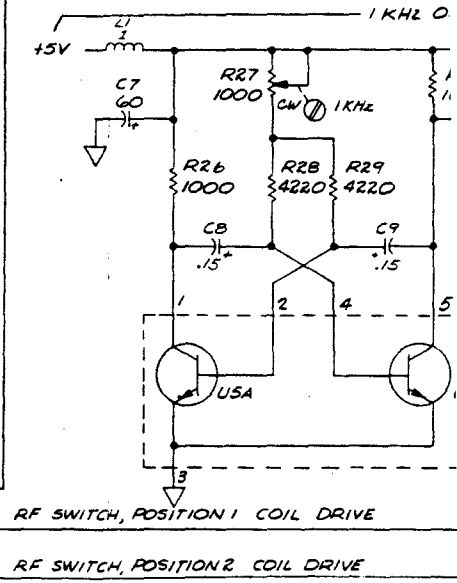 1 KHZ O
L1
1
+5V
C7
60
+
R27
1000
CW
1KHZ
R26
1000
R28
4220
R29
4220
C8
.15
+
C9
.15
+
1
2
4
5
U5A
3
RF SWITCH, POSITION 1 COIL DRIVE
RF SWITCH, POSITION 2 COIL DRIVE